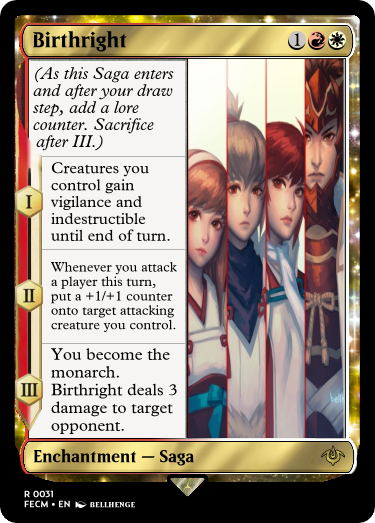 Birthright 1
(As this Saga enters
and after your draw
step, add a lore
counter. Sacrifice
after III.)
I
Creatures you
control gain
vigilance and
indestructible
until end of turn.
II
Whenever you attack
a player this turn,
put a +1/+1 counter
onto target attacking
creature you control.
III
You become the
monarch.
Birthright deals 3
damage to target
opponent.
Enchantment — Saga
R 0031
FECM • EN BELLHENGE